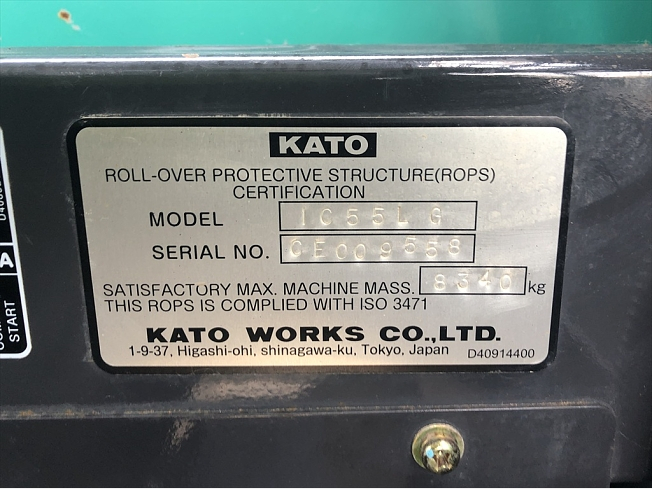 KATO
ROLL-OVER PROTECTIVE STRUCTURE(ROPS)
CERTIFICATION
MODEL IC55L G
SERIAL NO. CE009558
SATISFACTORY MAX. MACHINE MASS. 8340 kg
THIS ROPS IS COMPLIED WITH ISO 3471
KATO WORKS CO.,LTD.
1-9-37, Higashi-ohi, shinagawa-ku, Tokyo, Japan D40914400
A
START